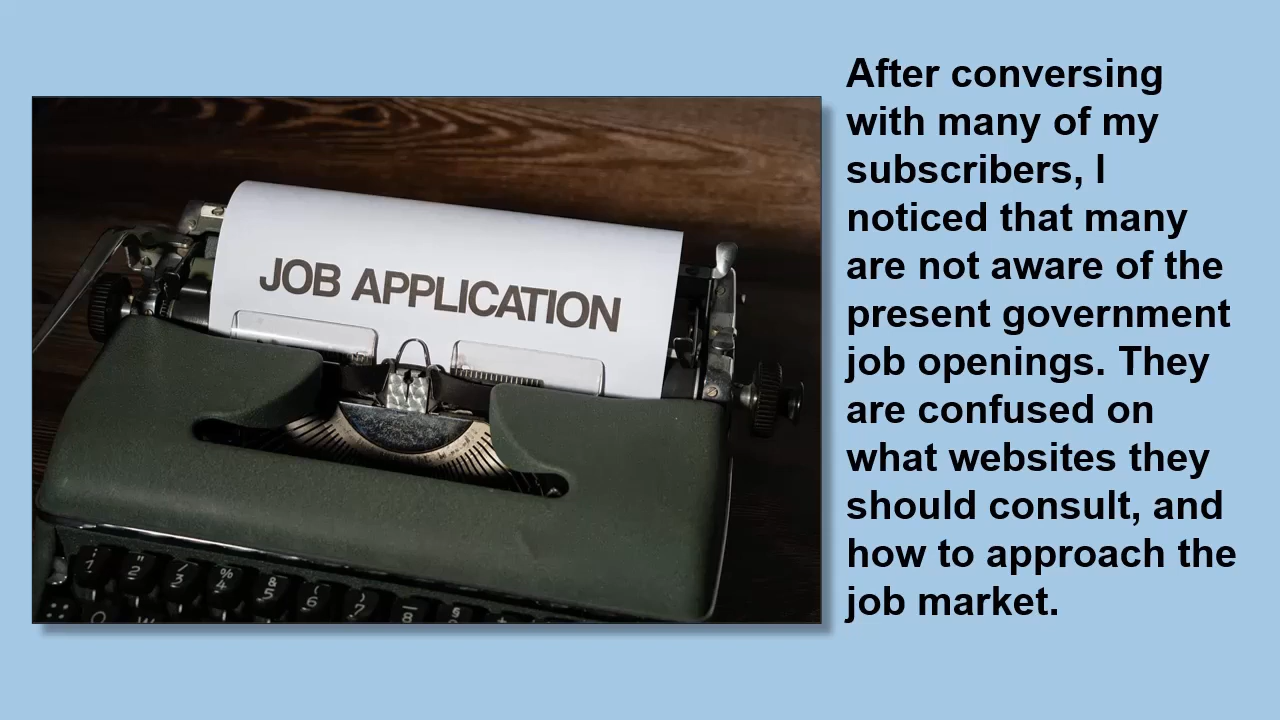 JOB APPLICATION
After conversing
with many of my
subscribers, I
noticed that many
are not aware of the
present government
job openings. They
are confused on
what websites they
should consult, and
how to approach the
job market.